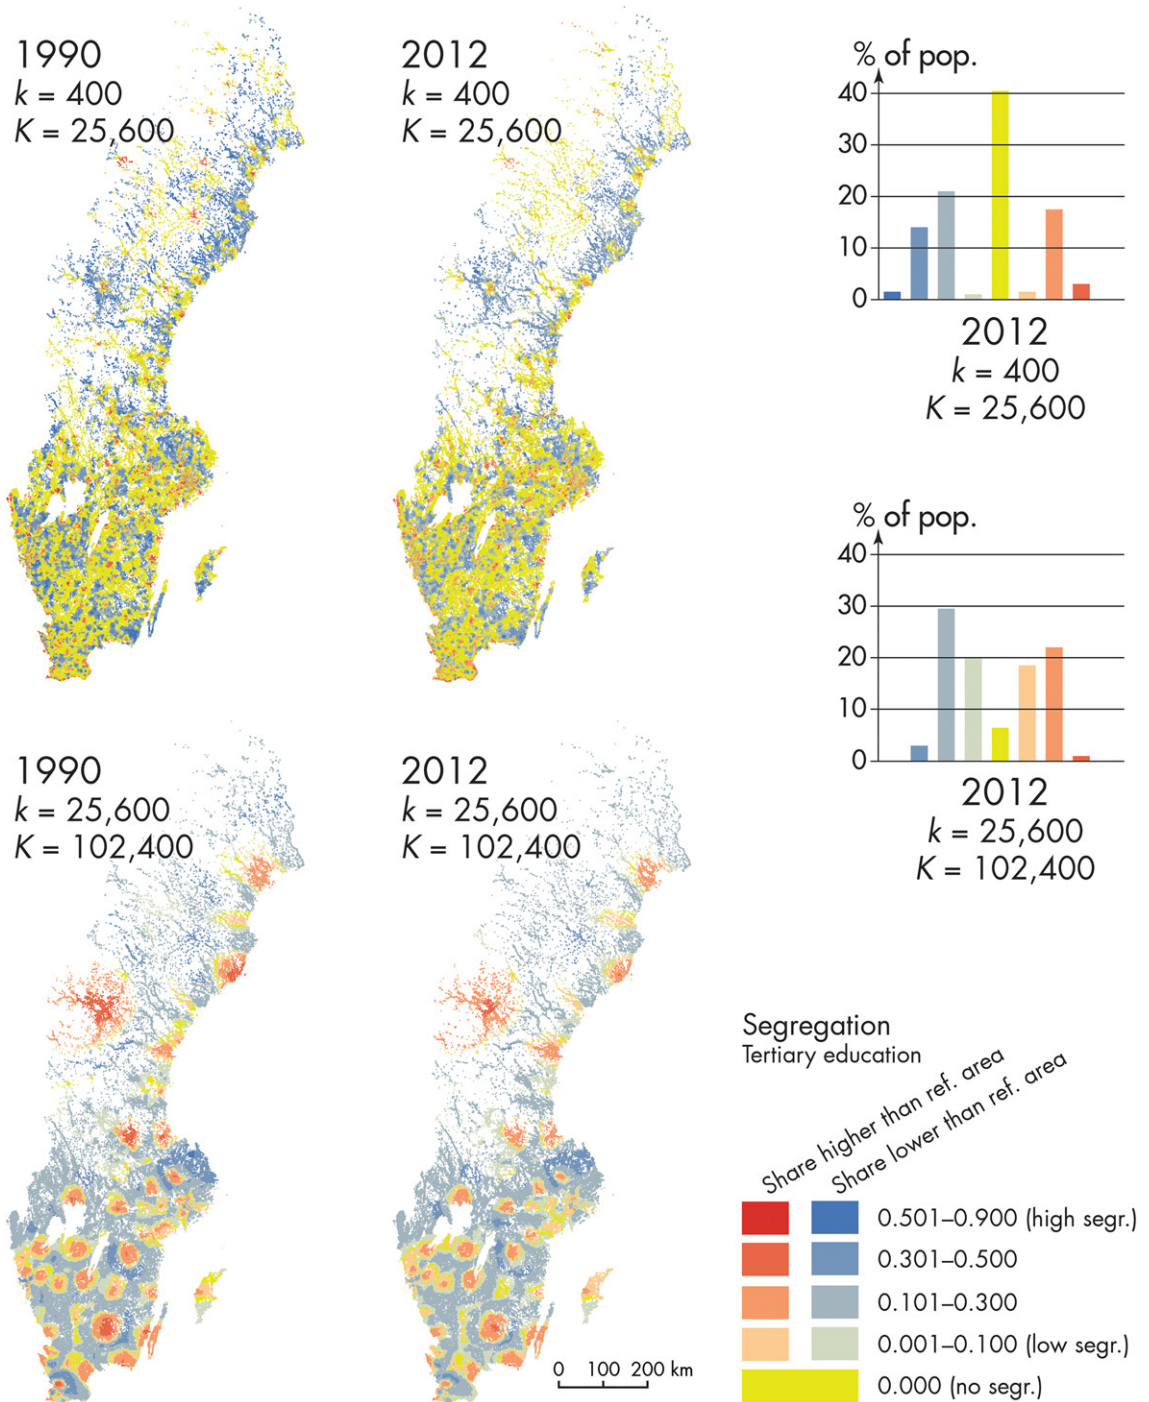 1990
k = 400
K = 25,600
2012
k = 400
K = 25,600
% of pop.
40
30
20
10
0
2012
k = 400
K = 25,600
% of pop.
40
30
20
10
0
2012
k = 25,600
K = 102,400
1990
k = 25,600
K = 102,400
2012
k = 25,600
K = 102,400
0 100 200 km
Segregation
Tertiary education
Share higher than ref. area
Share lower than ref. area
0.501–0.900 (high segr.)
0.301–0.500
0.101–0.300
0.001–0.100 (low segr.)
0.000 (no segr.)